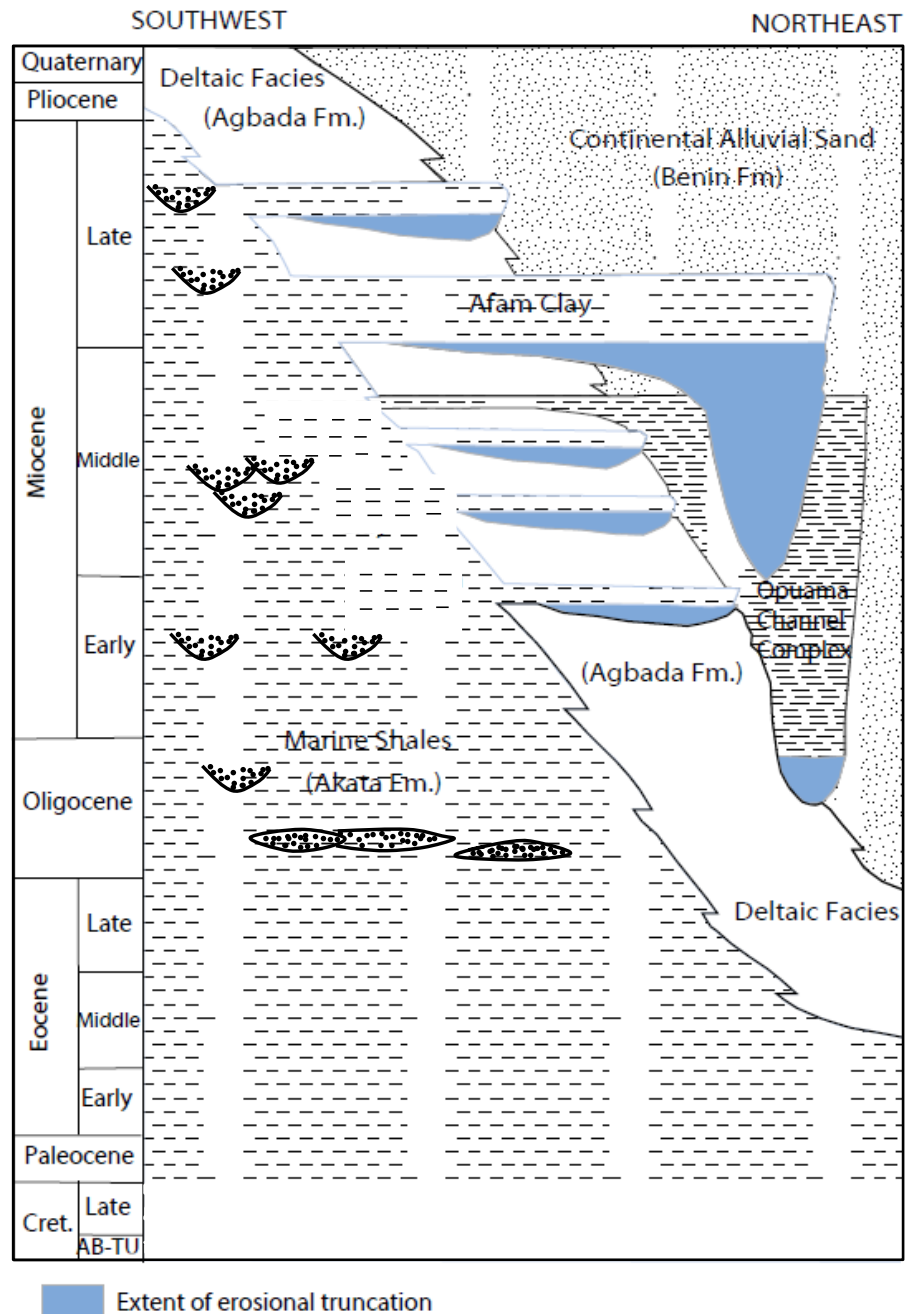 SOUTHWEST
NORTHEAST
Quaternary
Pliocene
Miocene
Late
Middle
Early
Oligocene
Eocene
Late
Middle
Early
Paleocene
Cret.
Late
AB-TU
Deltaic Facies
(Agbada Fm.)
Continental Alluvial Sand
(Benin Fm)
Afam Clay
Opuama
Channel
Complex
(Agbada Fm.)
Marine Shales
(Akata Fm.)
Deltaic Facies
Extent of erosional truncation